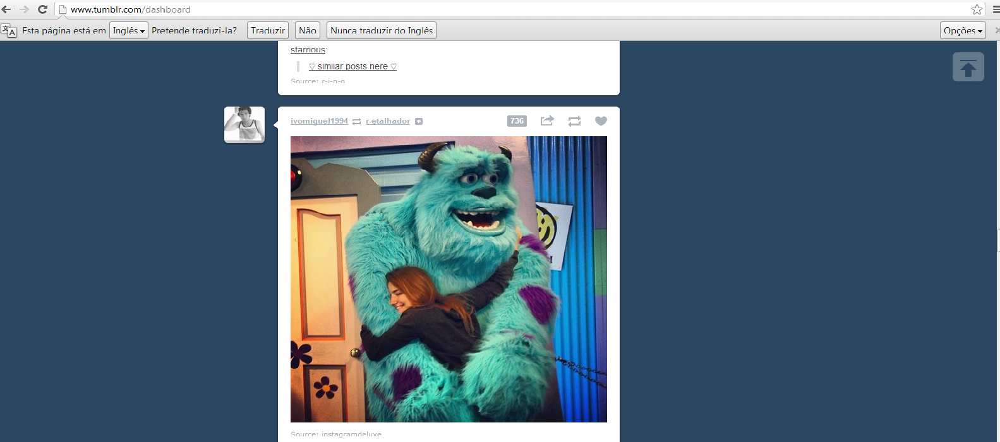 www.tumblr.com/dashboard
Esta página está em Inglês Pretende traduzi-la? Traduzir Não Nunca traduzir do Inglês Opções
starrious:
♡ similar posts here ♡
Source: r-i-n-o
ivomiguel1994 r-etalhador 736
Source: instagramdeluxe